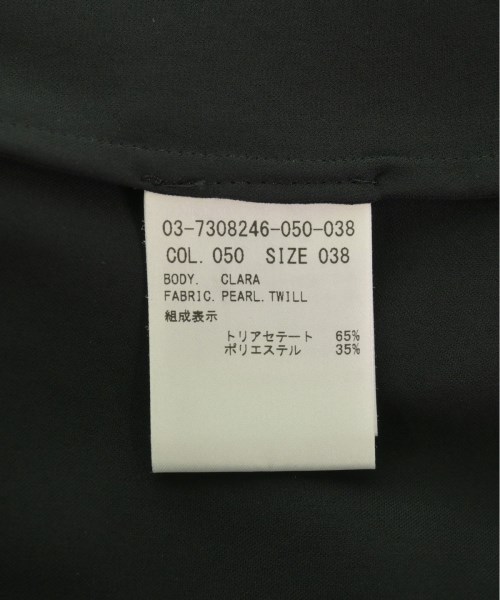 03-7308246-050-038
COL. 050 SIZE 038
BODY. CLARA
FABRIC. PEARL. TWILL
組成表示
トリアセテート 65%
ポリエステル 35%